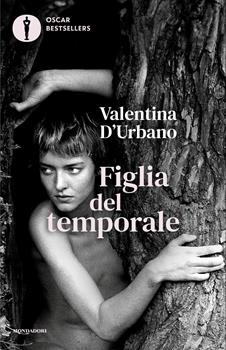 OSCAR
BESTSELLERS
Valentina
D'Urbano
Figlia
del
temporale
MONDADORI